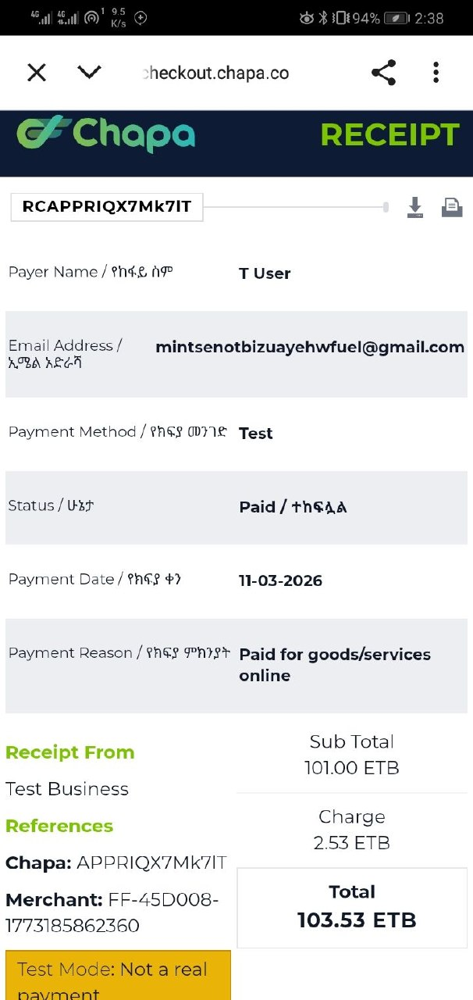 4G 4G 1 9.5 K/s 94% 2:38
checkout.chapa.co
Chapa RECEIPT
RCAPPRIQX7Mk7lT
Payer Name / የከፋይ ስም T User
Email Address / mintsenotbizuayehwfuel@gmail.com
ኢሜል አድራሻ
Payment Method / የክፍያ መንገድ Test
Status / ሁኔታ Paid / ተከፍሏል
Payment Date / የክፍያ ቀን 11-03-2026
Payment Reason / የክፍያ ምክንያት Paid for goods/services
online
Receipt From
Test Business
References
Chapa: APPRIQX7Mk7lT
Merchant: FF-45D008-
1773185862360
Test Mode: Not a real
payment
Sub Total
101.00 ETB
Charge
2.53 ETB
Total
103.53 ETB